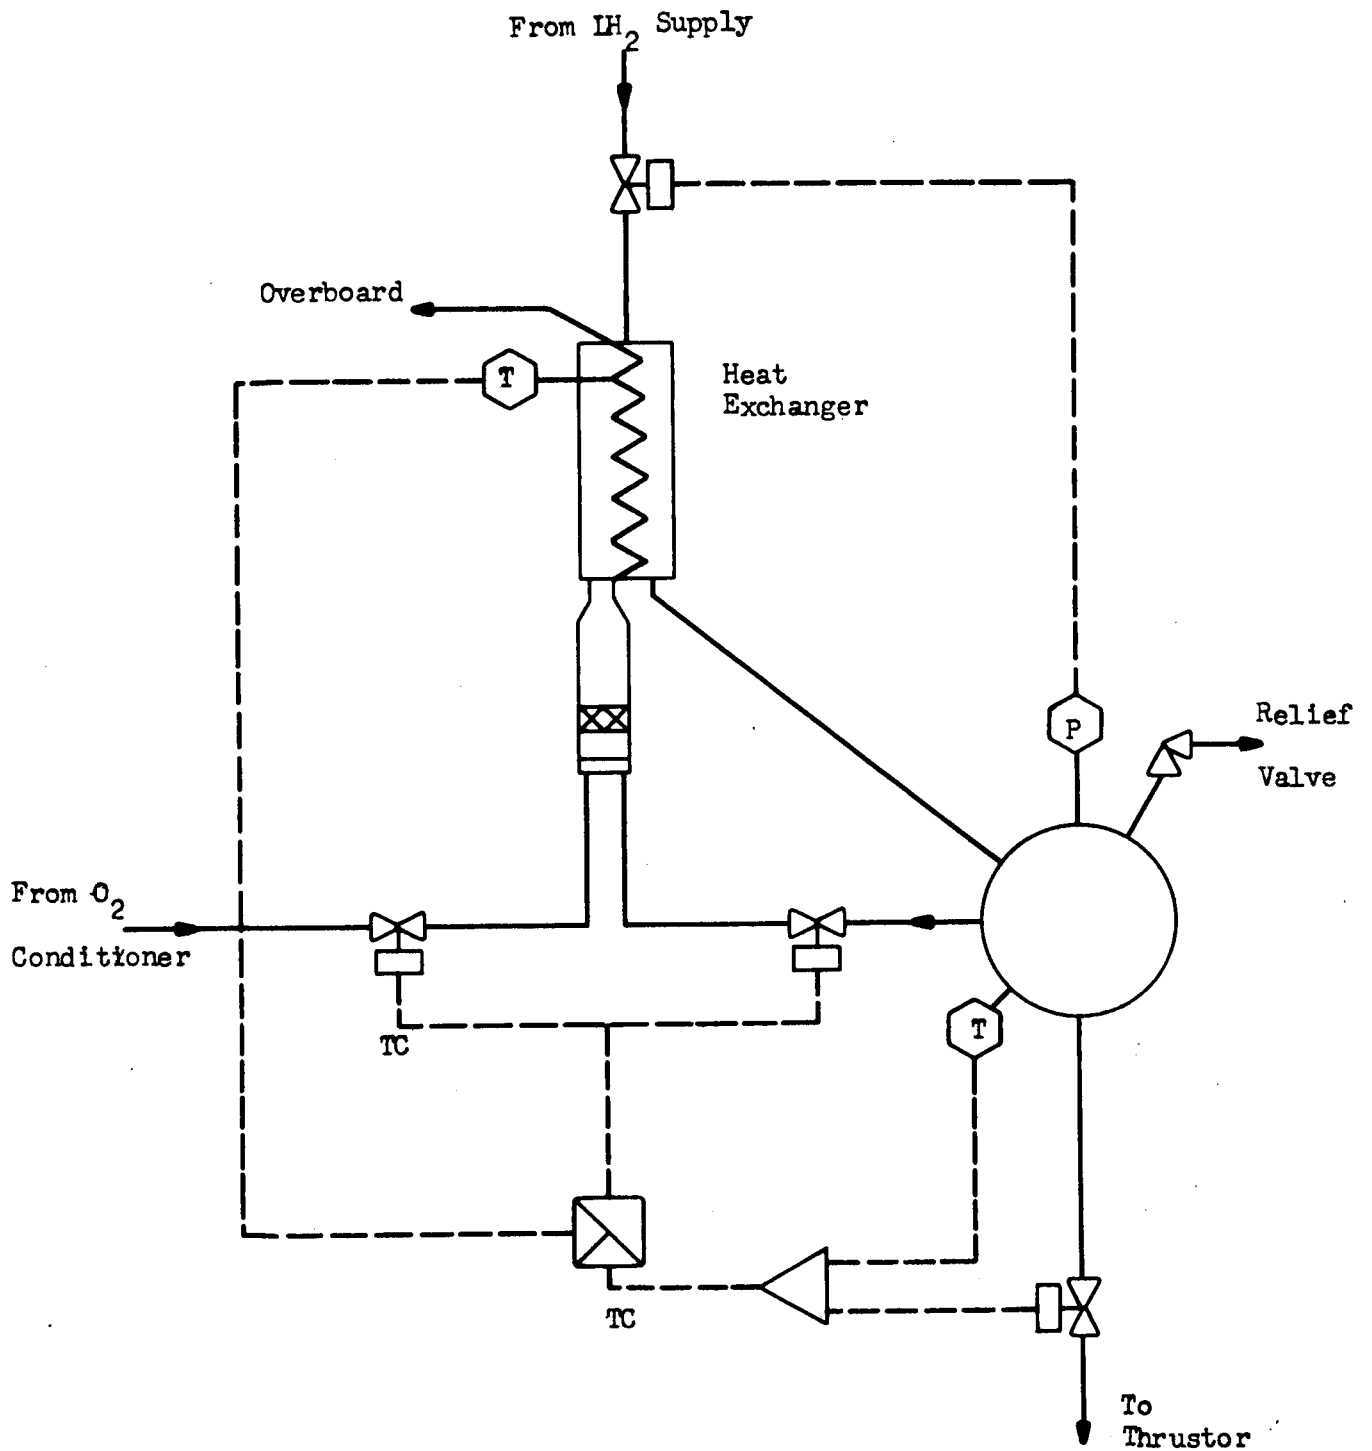 From LH2 Supply
Overboard
T
Heat
Exchanger
P
Relief
Valve
From O2
Conditioner
T
TC
TC
To
Thrustor